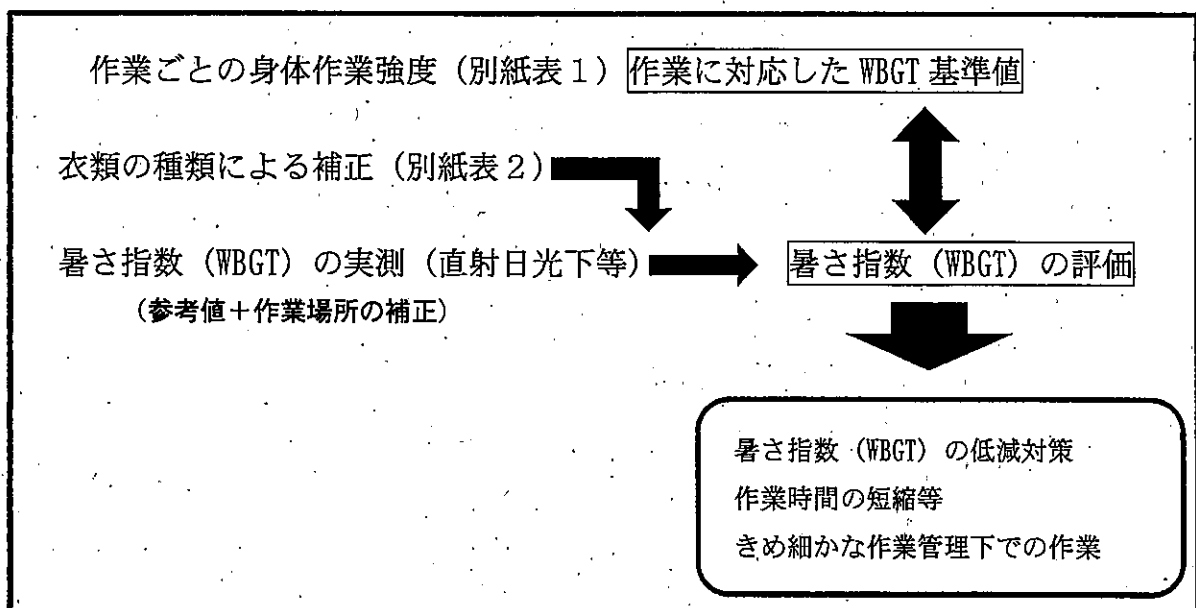 作業ごとの身体作業強度（別紙表１） 作業に対応した WBGT 基準値
衣類の種類による補正（別紙表２）
暑さ指数（WBGT）の実測（直射日光下等） 暑さ指数（WBGT）の評価
（参考値＋作業場所の補正）
暑さ指数（WBGT）の低減対策
作業時間の短縮等
きめ細かな作業管理下での作業